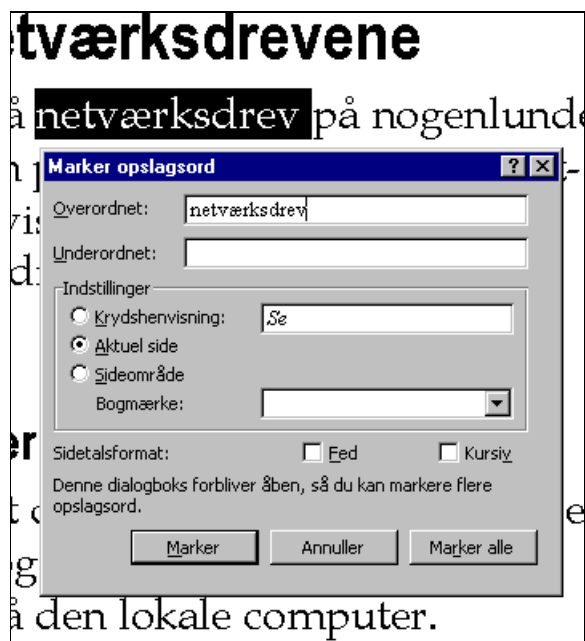 etværksdrevene
å netværksdrev på nogenlunde
Marker opslagsord
Overordnet: netværksdrev
Underordnet:
Indstillinger
Krydshenvisning: Se
Aktuel side
Sideområde
Bogmærke:
Sidetalsformat: Fed Kursiv
Denne dialogboks forbliver åben, så du kan markere flere
opslagsord.
Marker Annuller Marker alle
å den lokale computer.